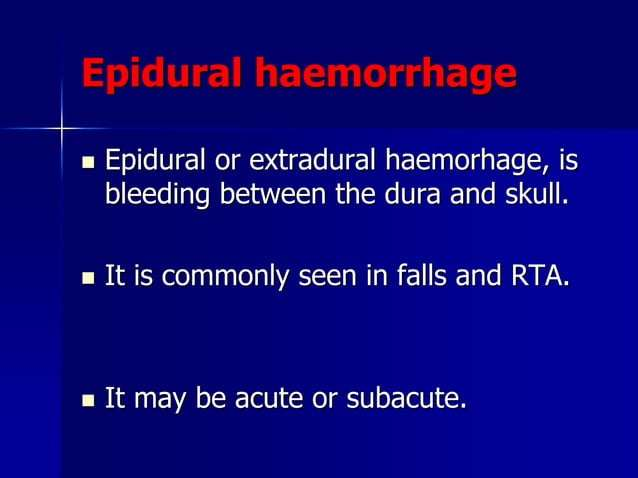 Epidural haemorrhage
Epidural or extradural haemorhage, is
bleeding between the dura and skull.
It is commonly seen in falls and RTA.
It may be acute or subacute.